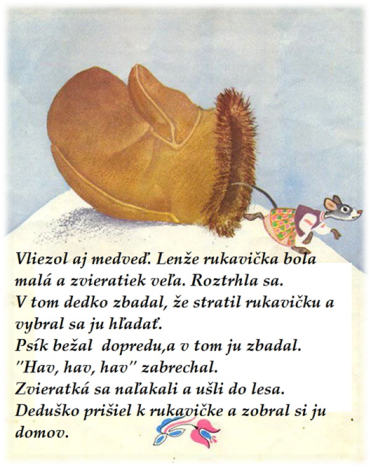 Vliezol aj medveď. Lenže rukavička bola
malá a zvieratiek veľa. Roztrhla sa.
V tom dedko zbadal, že stratil rukavičku a
vybral sa ju hľadať.
Psík bežal  dopredu,a v tom ju zbadal.
"Hav, hav, hav" zabrechal.
Zvieratká sa naľakali a ušli do lesa.
Deduško prišiel k rukavičke a zobral si ju
domov.